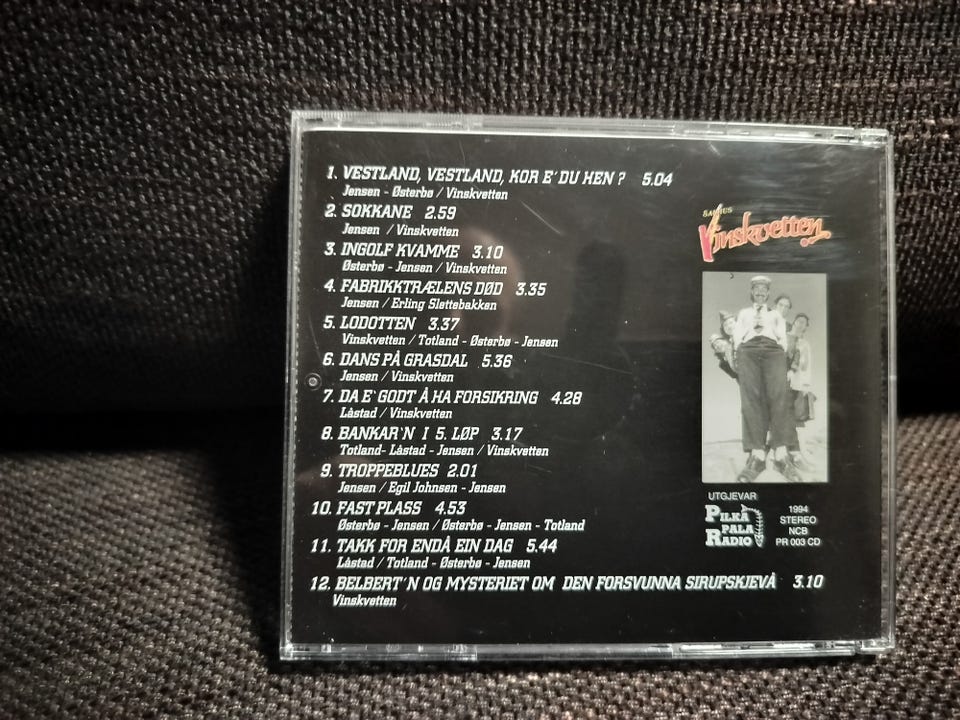 1. VESTLAND, VESTLAND, KOR E' DU HEN ? 5.04
Jensen - Østerbø / Vinskvetten
2. SOKKANE 2.59
Jensen / Vinskvetten
3. INGOLF KVAMME 3.10
Østerbø - Jensen / Vinskvetten
4. FABRIKKTRÆLENS DØD 3.35
Jensen / Erling Slettebakken
5. LODOTTEN 3.37
Vinskvetten / Totland - Østerbø - Jensen
6. DANS PÅ GRASDAL 5.36
Jensen / Vinskvetten
7. DA E' GODT Å HA FORSIKRING 4.28
Låstad / Vinskvetten
8. BANKAR'N I 5. LØP 3.17
Totland- Låstad - Jensen / Vinskvetten
9. TROPPEBLUES 2.01
Jensen / Egil Johnsen - Jensen
10. FAST PLASS 4.53
Østerbø - Jensen / Østerbø - Jensen - Totland
11. TAKK FOR ENDÅ EIN DAG 5.44
Låstad / Totland - Østerbø - Jensen
12. BELBERT'N OG MYSTERIET OM DEN FORSVUNNA SIRUPSKJEVÅ 3.10
Vinskvetten
Vinskvetten
UTGJEVAR
PILKA
PALA
RADIO
1994
STEREO
NCB
PR 003 CD